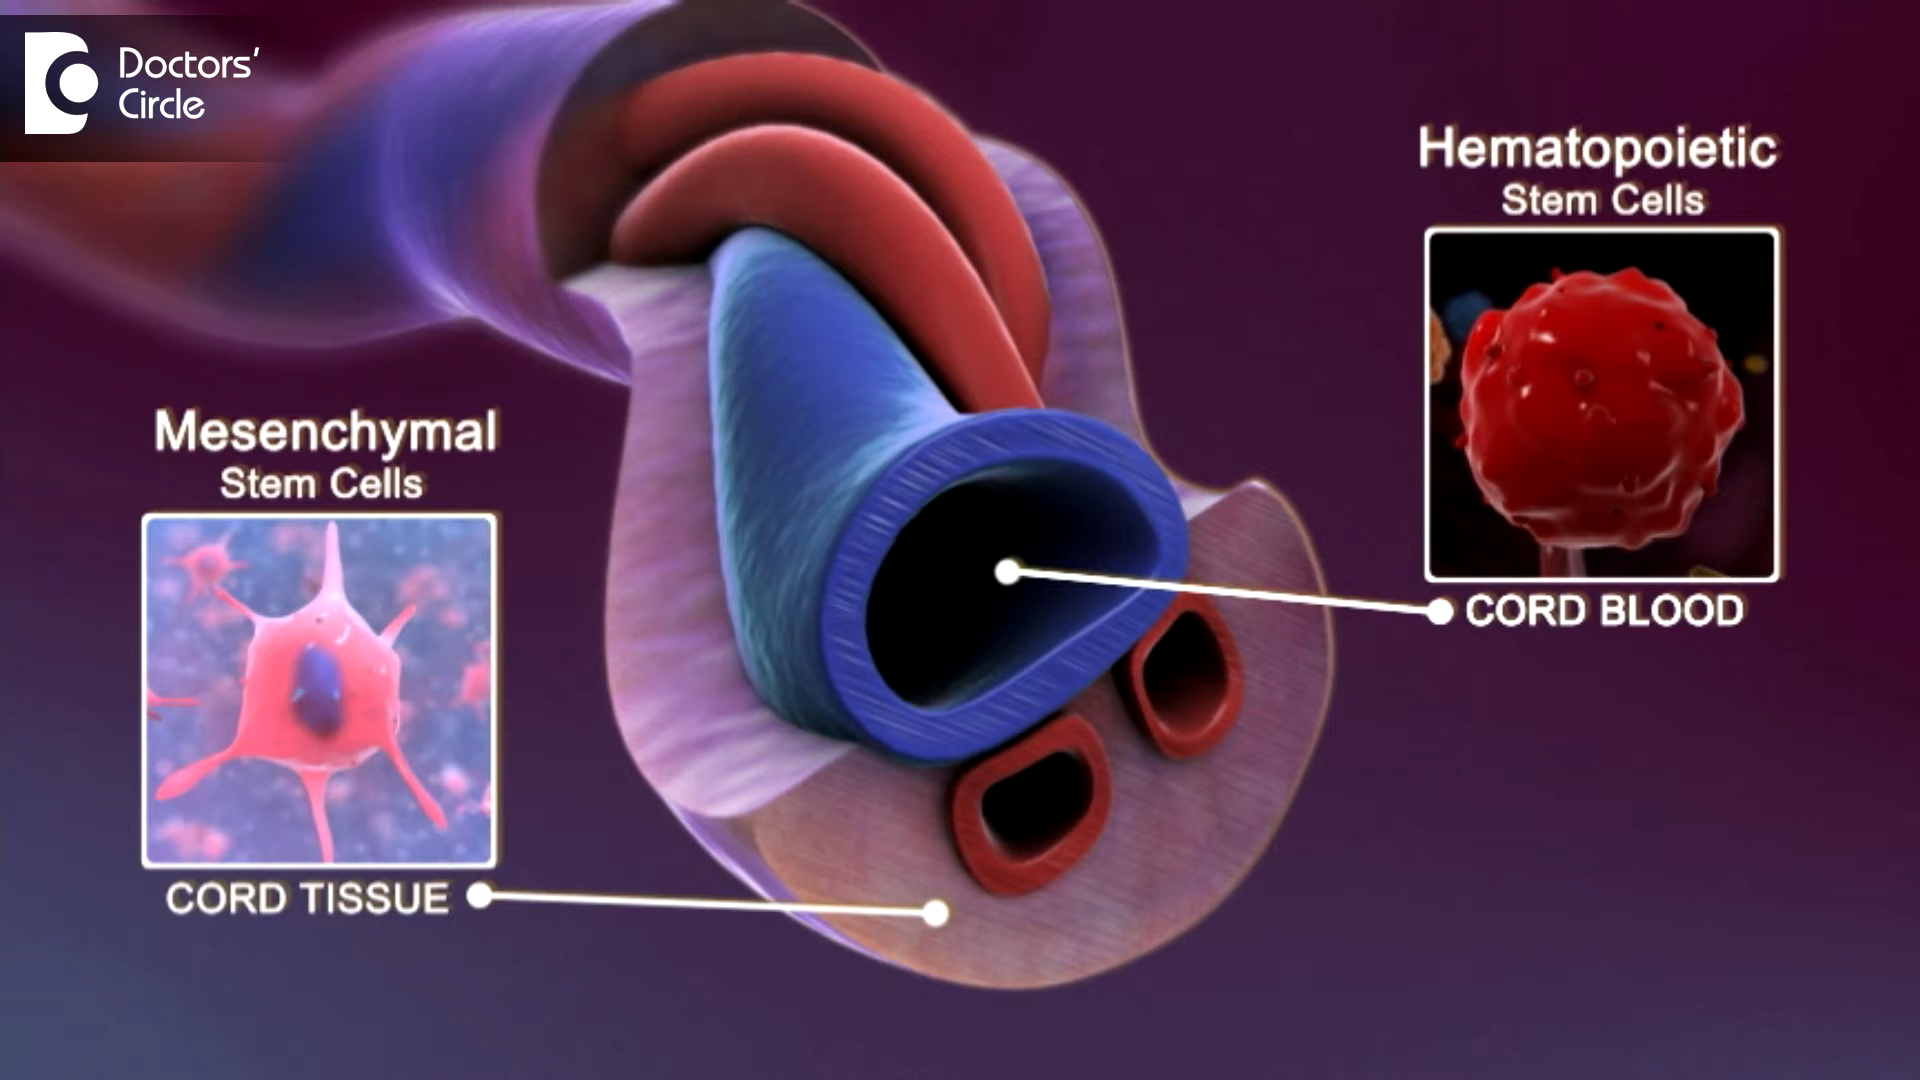 Doctors'
Circle
Hematopoietic
Stem Cells
CORD BLOOD
Mesenchymal
Stem Cells
CORD TISSUE